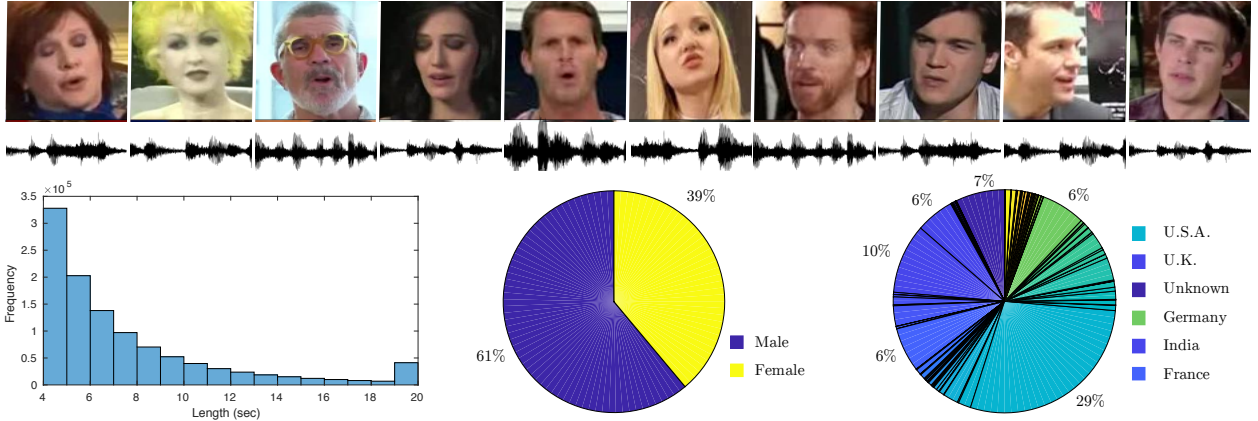 ×10^5
3.5
3
2.5
2
1.5
1
0.5
0
Frequency
4 6 8 10 12 14 16 18 20
Length (sec)
39%
61%
Male
Female
7%
6%
6%
10%
6%
29%
U.S.A.
U.K.
Unknown
Germany
India
France